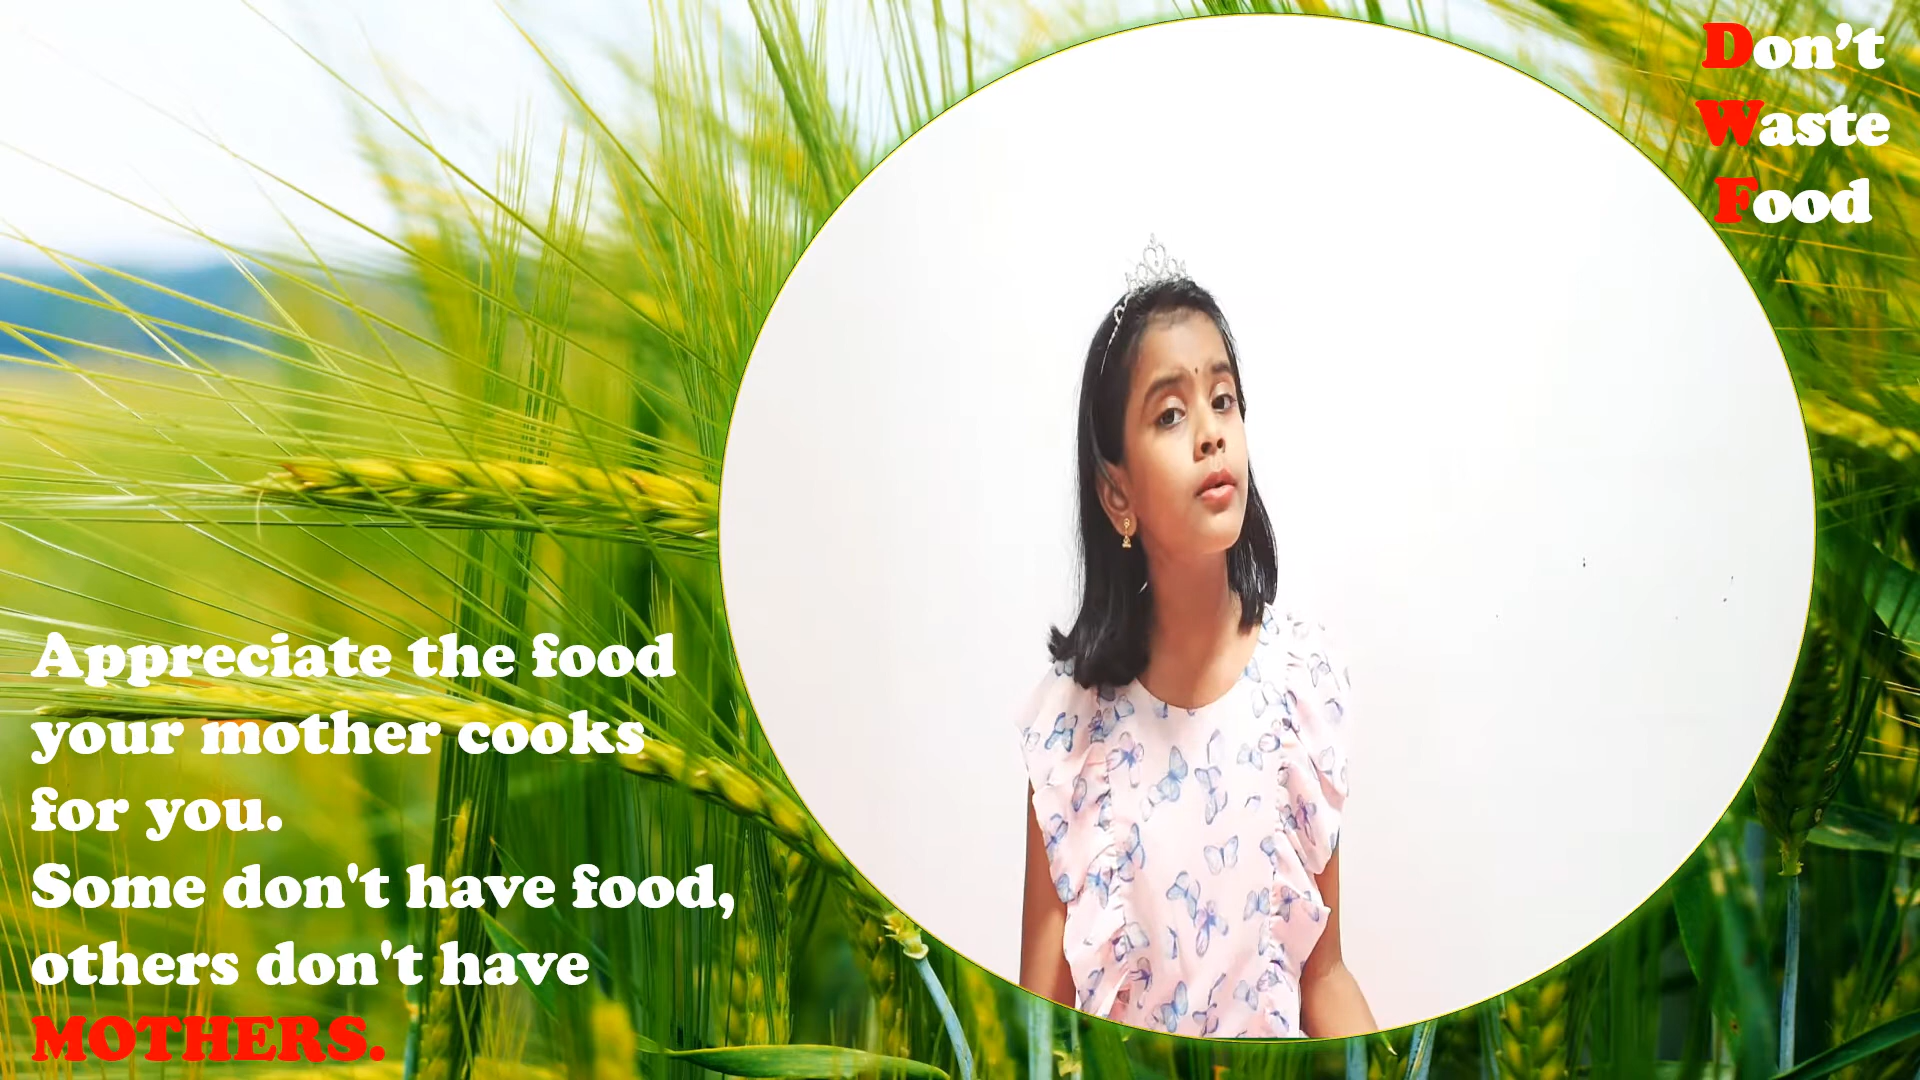 Don’t
Waste
Food
Appreciate the food
your mother cooks
for you.
Some don't have food,
others don't have
MOTHERS.